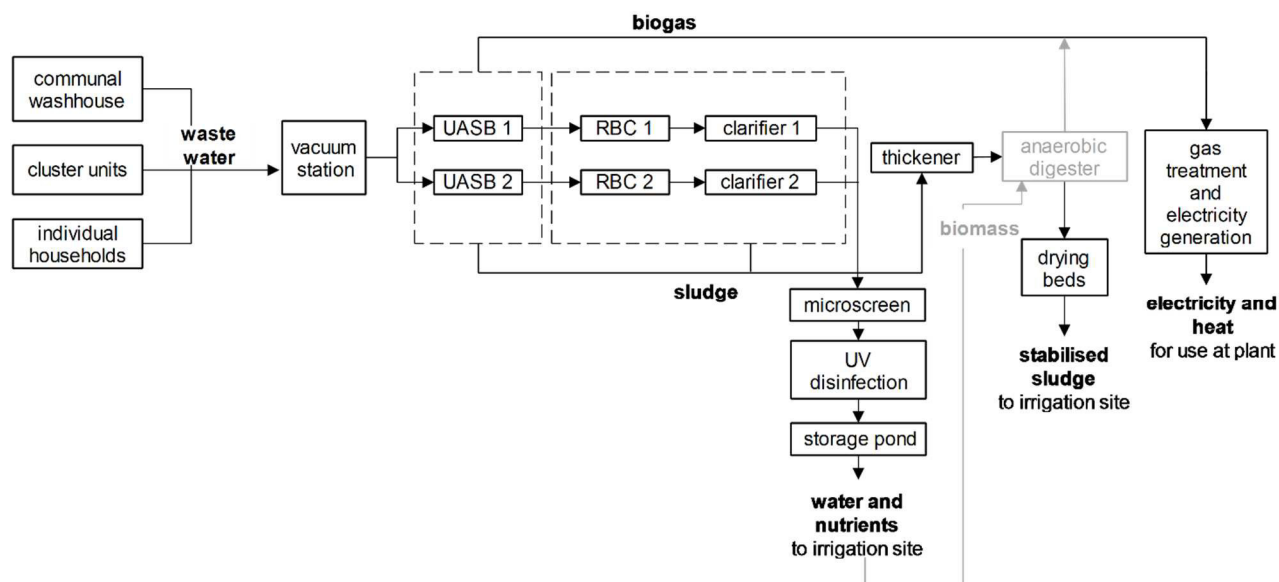 biogas
communal
washhouse
cluster units
individual
households
waste
water
vacuum
station
UASB 1
RBC 1
clarifier 1
UASB 2
RBC 2
clarifier 2
sludge
thickener
anaerobic
digester
biomass
gas
treatment
and
electricity
generation
drying
beds
electricity and
heat
for use at plant
stabilised
sludge
to irrigation site
microscreen
UV
disinfection
storage pond
water and
nutrients
to irrigation site